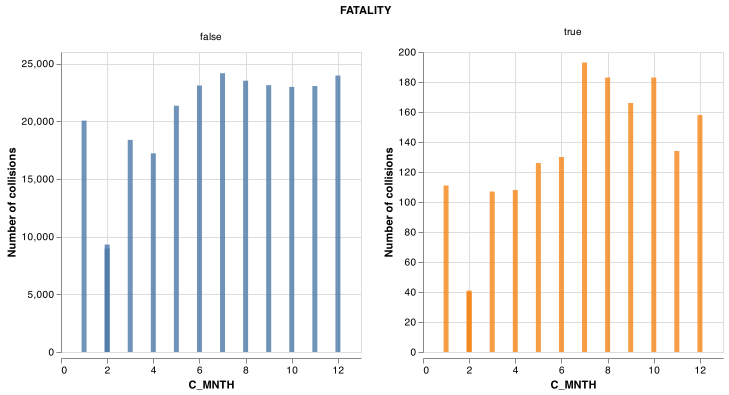 FATALITY
false
true
Number of collisions
25,000
20,000
15,000
10,000
5,000
0
0 2 4 6 8 10 12
C_MNTH
Number of collisions
200
180
160
140
120
100
80
60
40
20
0
0 2 4 6 8 10 12
C_MNTH